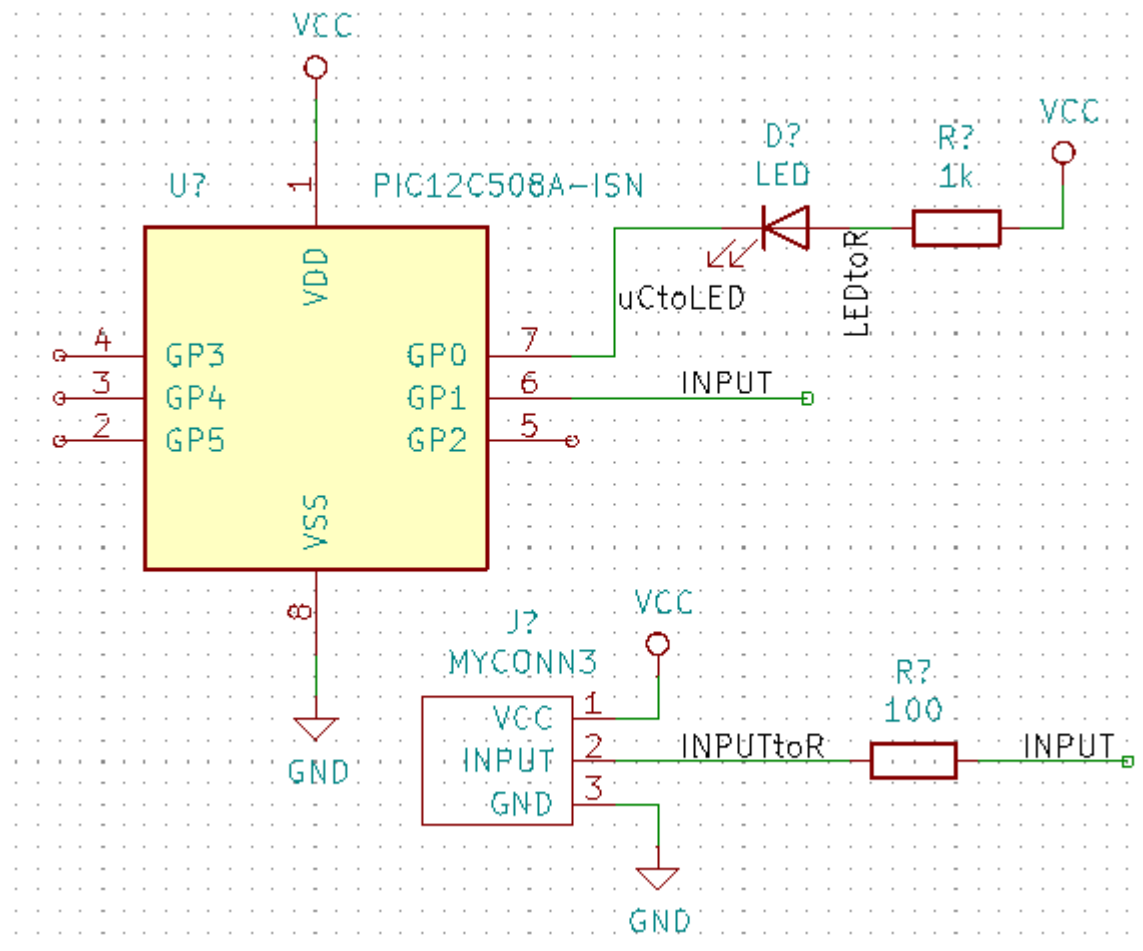 VCC
VCC
D?
R?
LED
1k
U?
1
PIC12C508A-ISN
VDD
uCtoLED
LEDtoR
4
GP3
GP0
7
3
GP4
GP1
6
INPUT
2
GP5
GP2
5
VSS
8
GND
J?
MYCONN3
VCC
VCC
1
INPUT
2
INPUTtoR
R?
100
INPUT
GND
3
GND